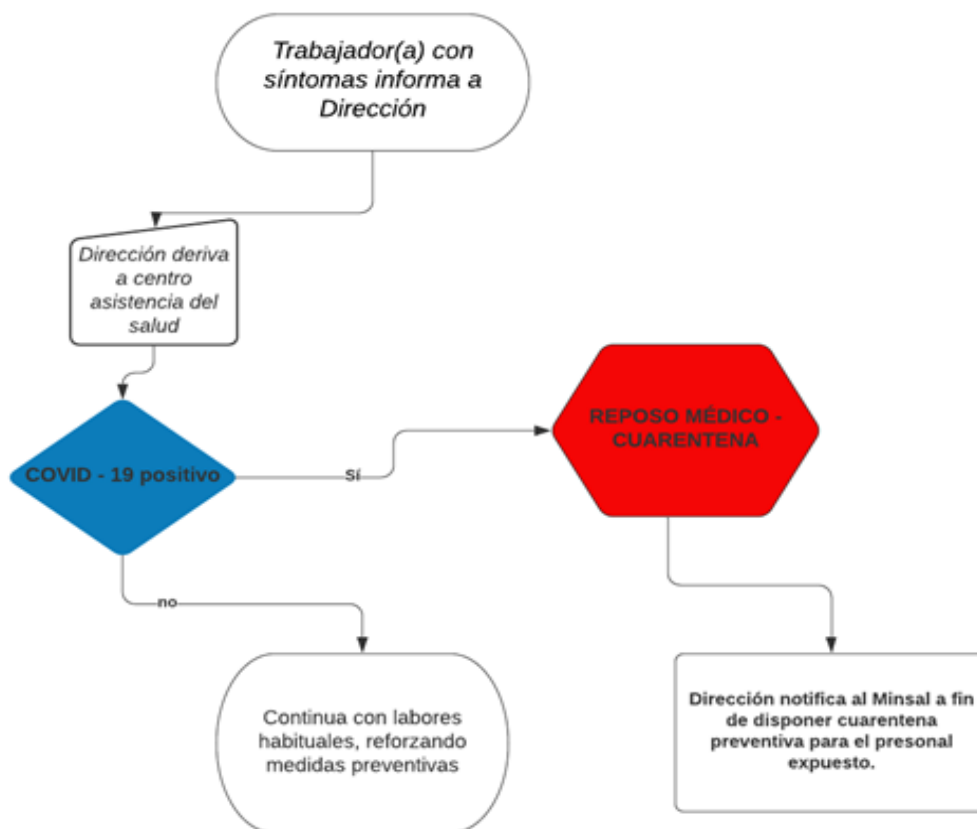 Trabajador(a) con
síntomas informa a
Dirección
Dirección deriva
a centro
asistencia del
salud
COVID - 19 positivo
Sí
REPOSO MÉDICO -
CUARENTENA
no
Continua con labores
habituales, reforzando
medidas preventivas
Dirección notifica al Minsal a fin
de disponer cuarentena
preventiva para el presonal
expuesto.